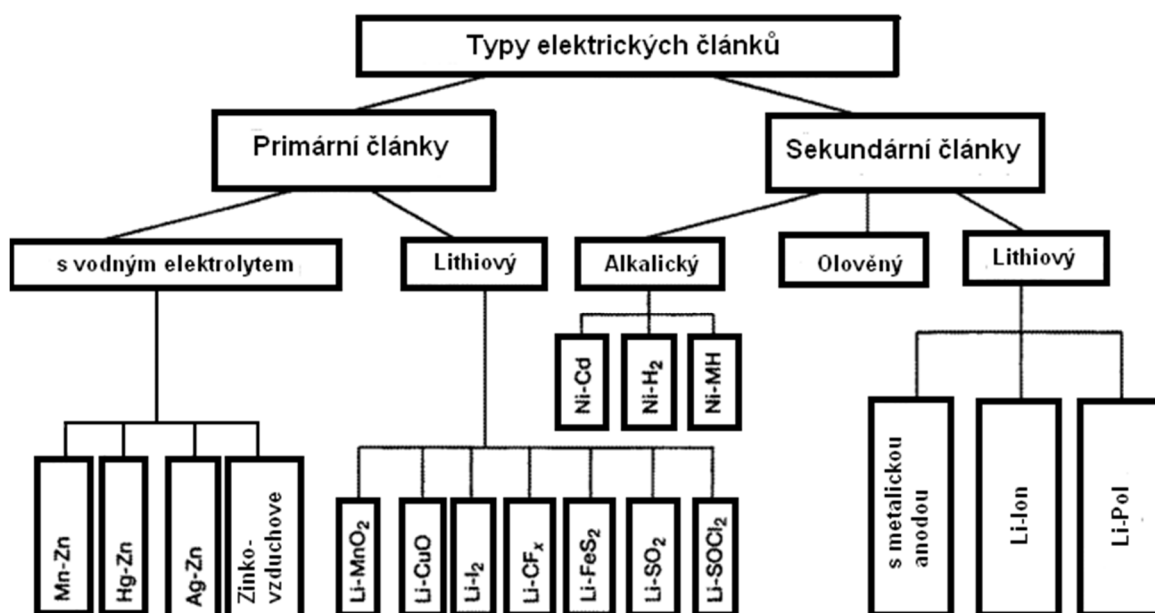 Typy elektrických článků
Primární články
Sekundární články
s vodným elektrolytem
Lithiový
Alkalický
Olověný
Lithiový
Ni-Cd
Ni-H₂
Ni-MH
Mn-Zn
Hg-Zn
Ag-Zn
Zinko-
vzduchove
Li-MnO₂
Li-CuO
Li-I₂
Li-CFₓ
Li-FeS₂
Li-SO₂
Li-SOCl₂
s metalickou
anodou
Li-Ion
Li-Pol